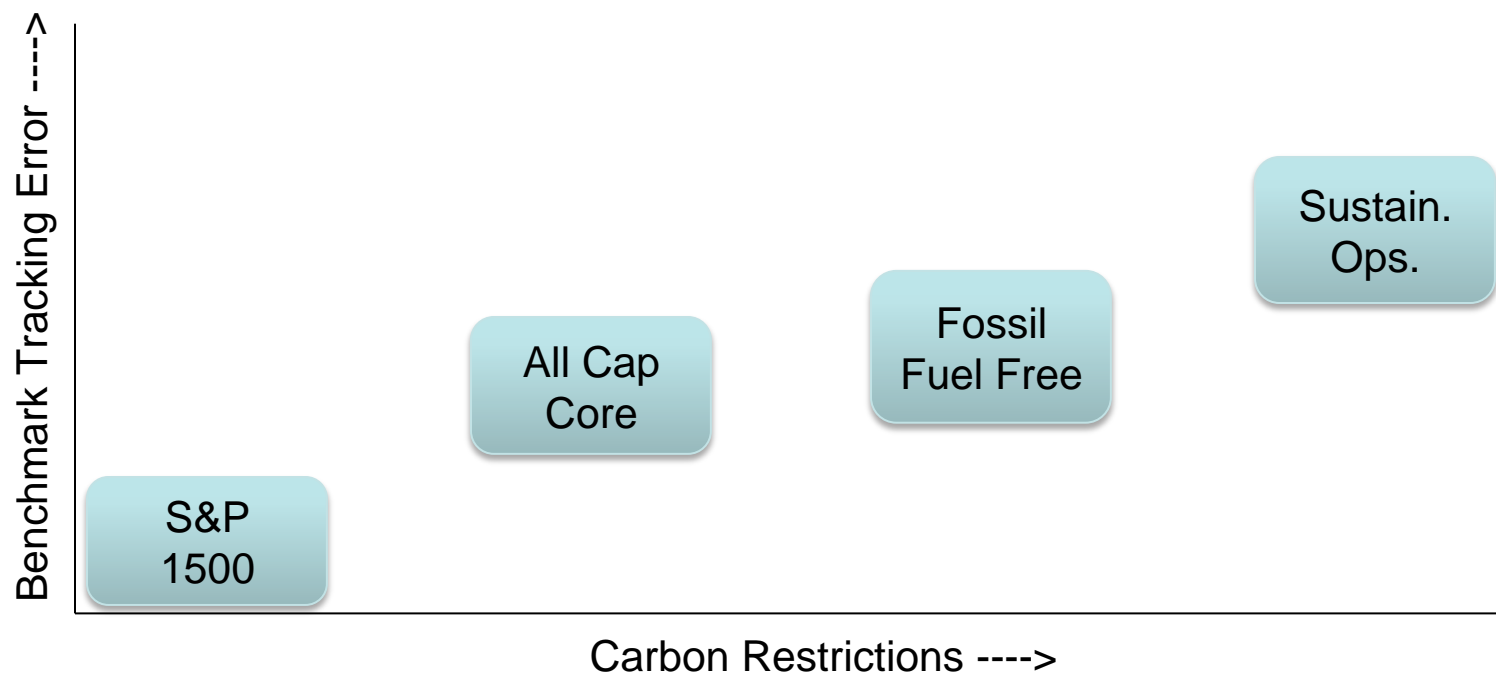 Benchmark Tracking Error ---->
Sustain.
Ops.
Fossil
Fuel Free
All Cap
Core
S&P
1500
Carbon Restrictions ---->